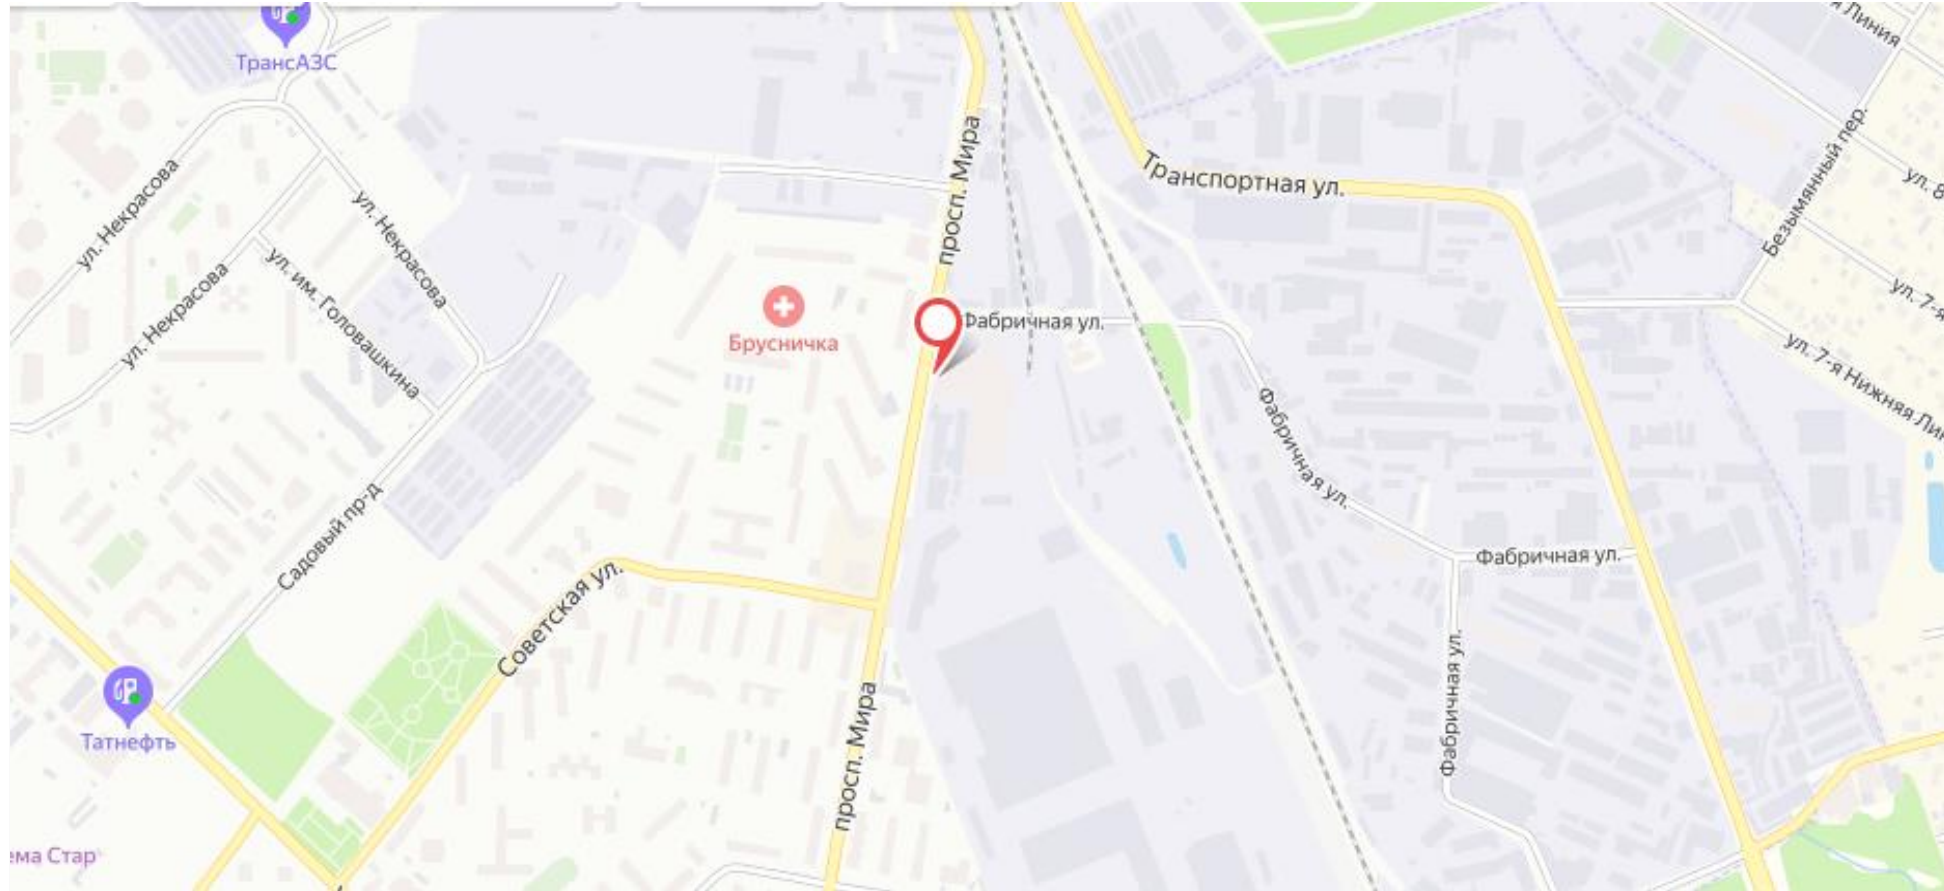 я Линия
ТрансАЗС
просп. Мира
Безымянный пер.
Транспортная ул.
ул. 8
ул. Некрасова
ул. Некрасова
ул. Некрасова
ул. им. Головашкина
ул. 7-я
Фабричная ул.
Брусничка
ул. 7-я Нижняя Лин
Фабричная ул.
Садовый пр-д
Фабричная ул.
Советская ул.
Фабричная ул.
просп. Мира
Татнефть
ема Стар